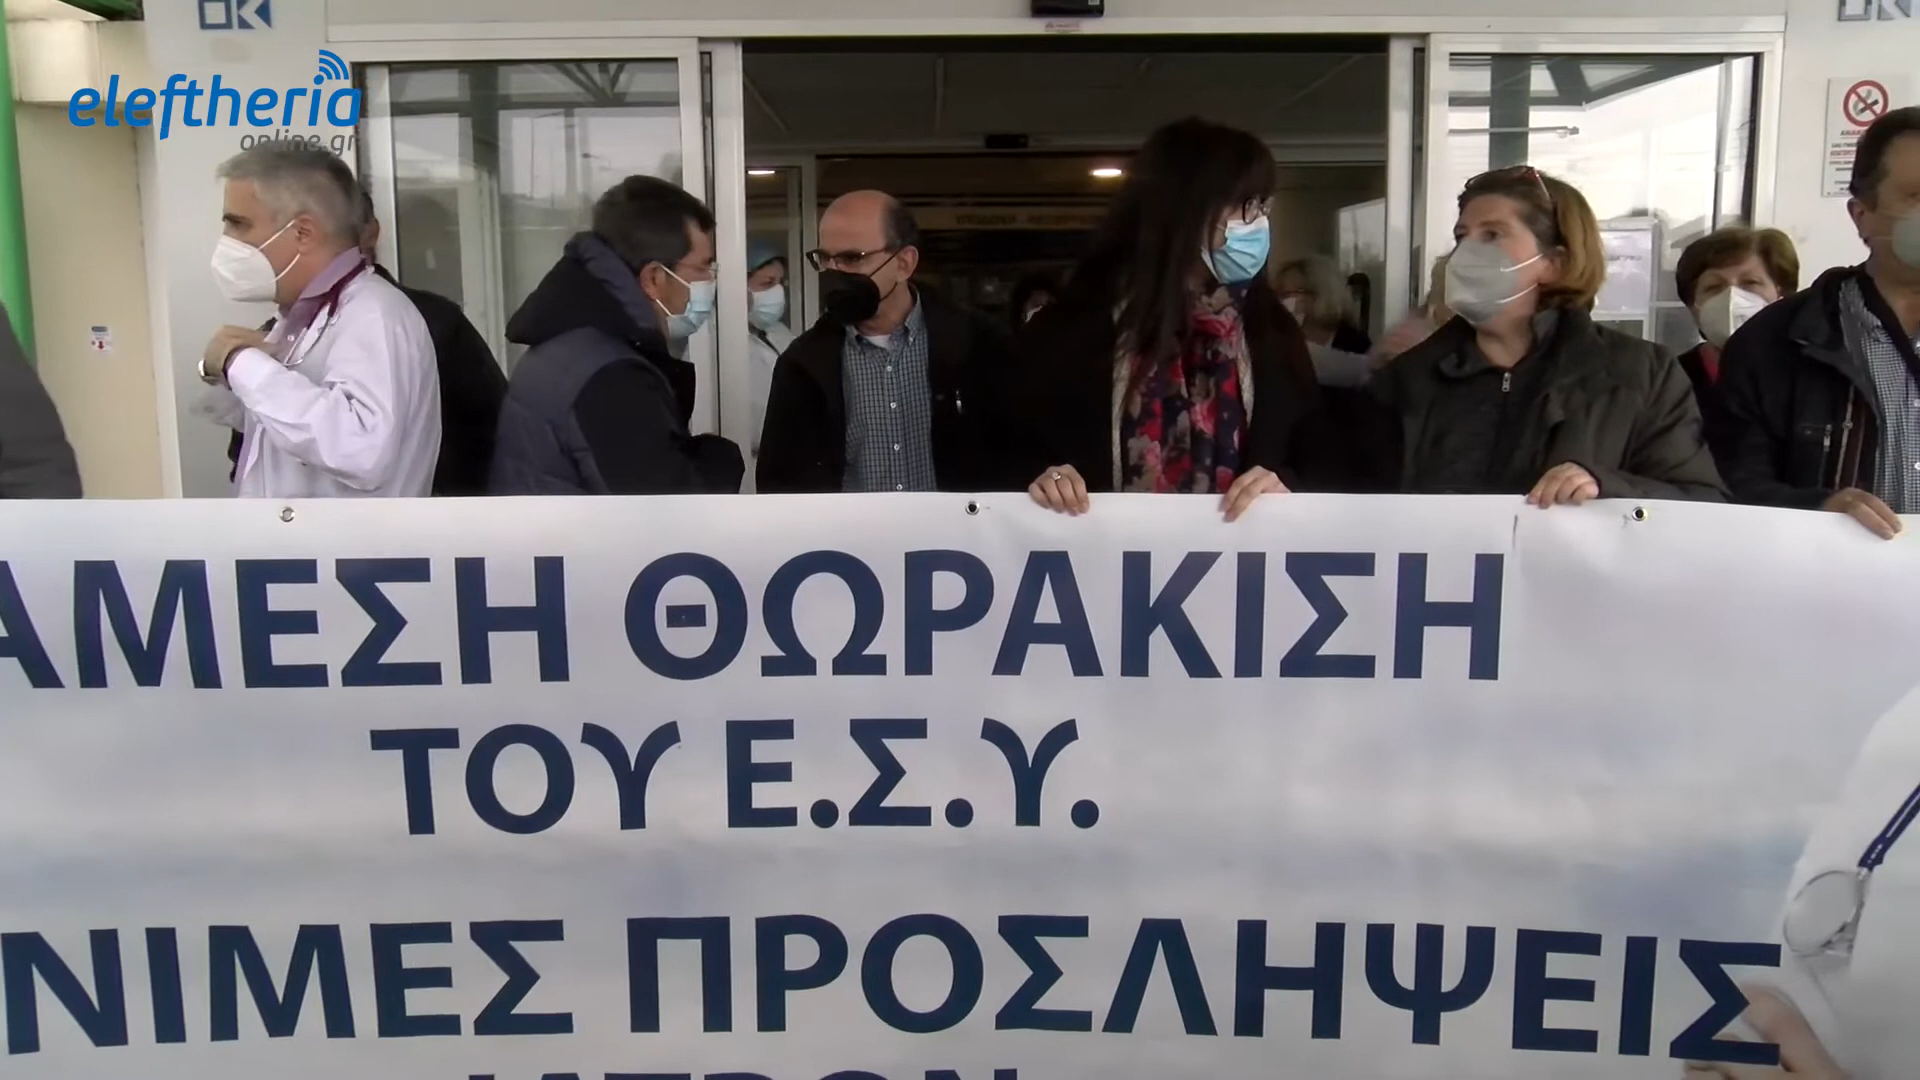 eleftheria
online.gr
ΑΜΕΣΗ ΘΩΡΑΚΙΣΗ
ΤΟΥ Ε.Σ.Υ.
ΝΙΜΕΣ ΠΡΟΣΛΗΨΕΙΣ